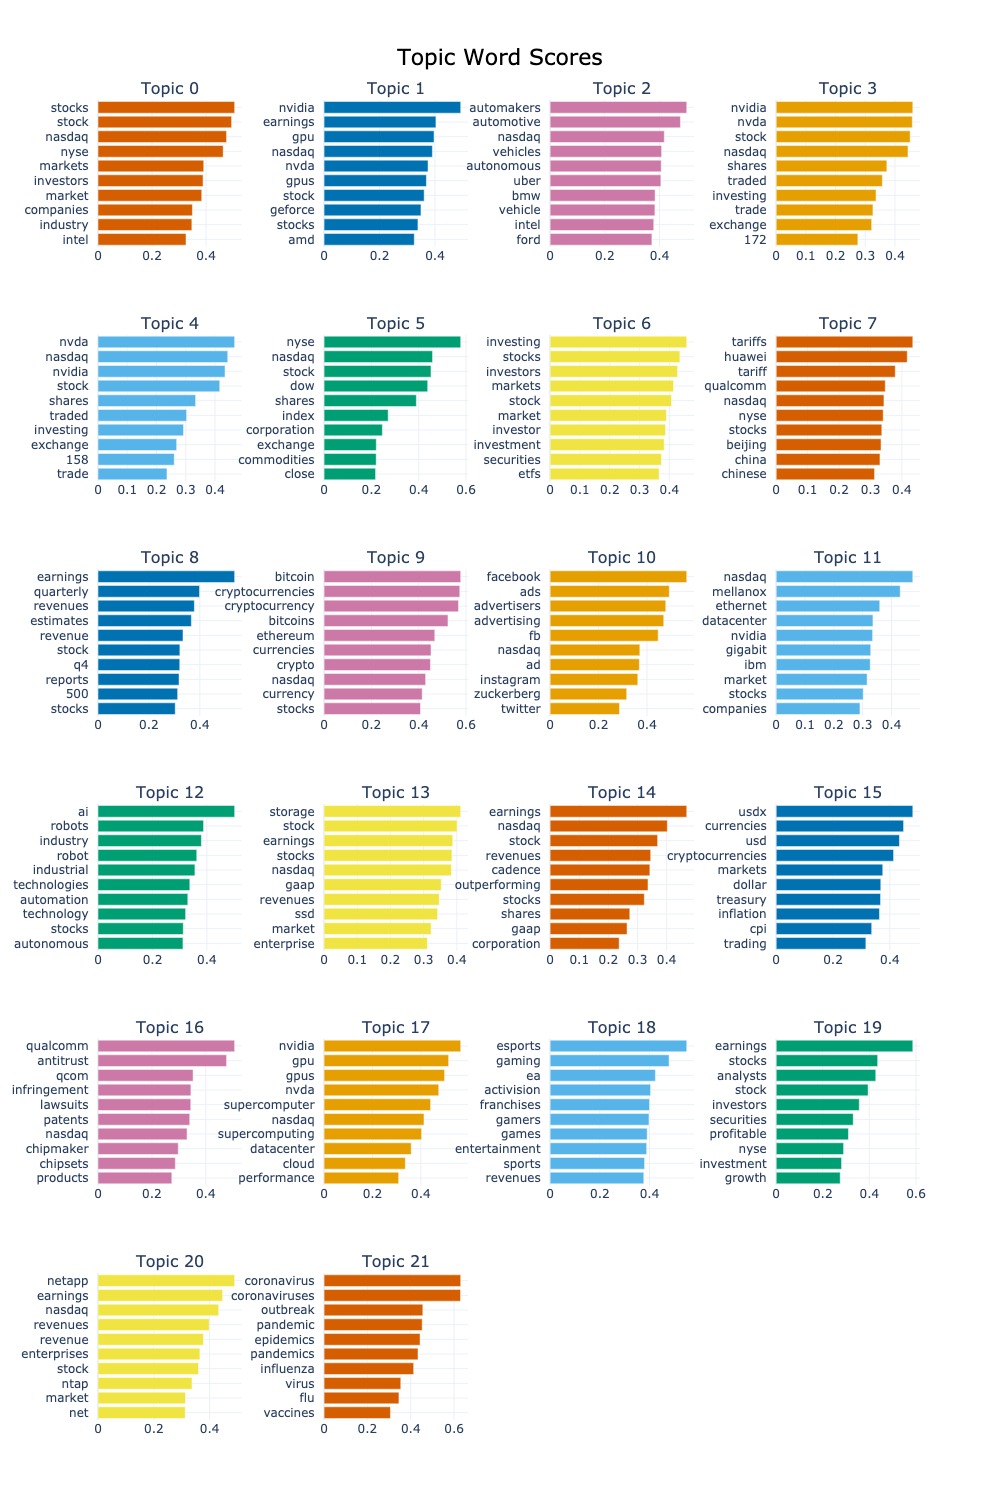 Topic Word Scores
Topic 0
stocks
stock
nasdaq
nyse
markets
investors
market
companies
industry
intel
0 0.2 0.4
Topic 1
nvidia
earnings
gpu
nasdaq
nvda
gpus
stock
geforce
stocks
amd
0 0.2 0.4
Topic 2
automakers
automotive
nasdaq
vehicles
autonomous
uber
bmw
vehicle
intel
ford
0 0.2 0.4
Topic 3
nvidia
nvda
stock
nasdaq
shares
traded
investing
trade
exchange
172
0 0.1 0.2 0.3 0.4
Topic 4
nvda
nasdaq
nvidia
stock
shares
traded
investing
exchange
158
trade
0 0.1 0.2 0.3 0.4
Topic 5
nyse
nasdaq
stock
dow
shares
index
corporation
exchange
commodities
close
0 0.2 0.4 0.6
Topic 6
investing
stocks
investors
markets
stock
market
investor
investment
securities
etfs
0 0.1 0.2 0.3 0.4
Topic 7
tariffs
huawei
tariff
qualcomm
nasdaq
nyse
stocks
beijing
china
chinese
0 0.1 0.2 0.3 0.4
Topic 8
earnings
quarterly
revenues
estimates
revenue
stock
q4
reports
500
stocks
0 0.2 0.4
Topic 9
bitcoin
cryptocurrencies
cryptocurrency
bitcoins
ethereum
currencies
crypto
nasdaq
currency
stocks
0 0.2 0.4 0.6
Topic 10
facebook
ads
advertisers
advertising
fb
nasdaq
ad
instagram
zuckerberg
twitter
0 0.2 0.4
Topic 11
nasdaq
mellanox
ethernet
datacenter
nvidia
gigabit
ibm
market
stocks
companies
0 0.1 0.2 0.3 0.4
Topic 12
ai
robots
industry
robot
industrial
technologies
automation
technology
stocks
autonomous
0 0.2 0.4
Topic 13
storage
stock
earnings
stocks
nasdaq
gaap
revenues
ssd
market
enterprise
0 0.1 0.2 0.3 0.4
Topic 14
earnings
nasdaq
stock
revenues
cadence
outperforming
stocks
shares
gaap
corporation
0 0.1 0.2 0.3 0.4
Topic 15
usdx
currencies
usd
cryptocurrencies
markets
dollar
treasury
inflation
cpi
trading
0 0.2 0.4
Topic 16
qualcomm
antitrust
qcom
infringement
lawsuits
patents
nasdaq
chipmaker
chipsets
products
0 0.2 0.4
Topic 17
nvidia
gpu
gpus
nvda
supercomputer
nasdaq
supercomputing
datacenter
cloud
performance
0 0.2 0.4
Topic 18
esports
gaming
ea
activision
franchises
gamers
games
entertainment
sports
revenues
0 0.2 0.4
Topic 19
earnings
stocks
analysts
stock
investors
securities
profitable
nyse
investment
growth
0 0.2 0.4 0.6
Topic 20
netapp
earnings
nasdaq
revenues
revenue
enterprises
stock
ntap
market
net
0 0.2 0.4
Topic 21
coronavirus
coronaviruses
outbreak
pandemic
epidemics
pandemics
influenza
virus
flu
vaccines
0 0.2 0.4 0.6